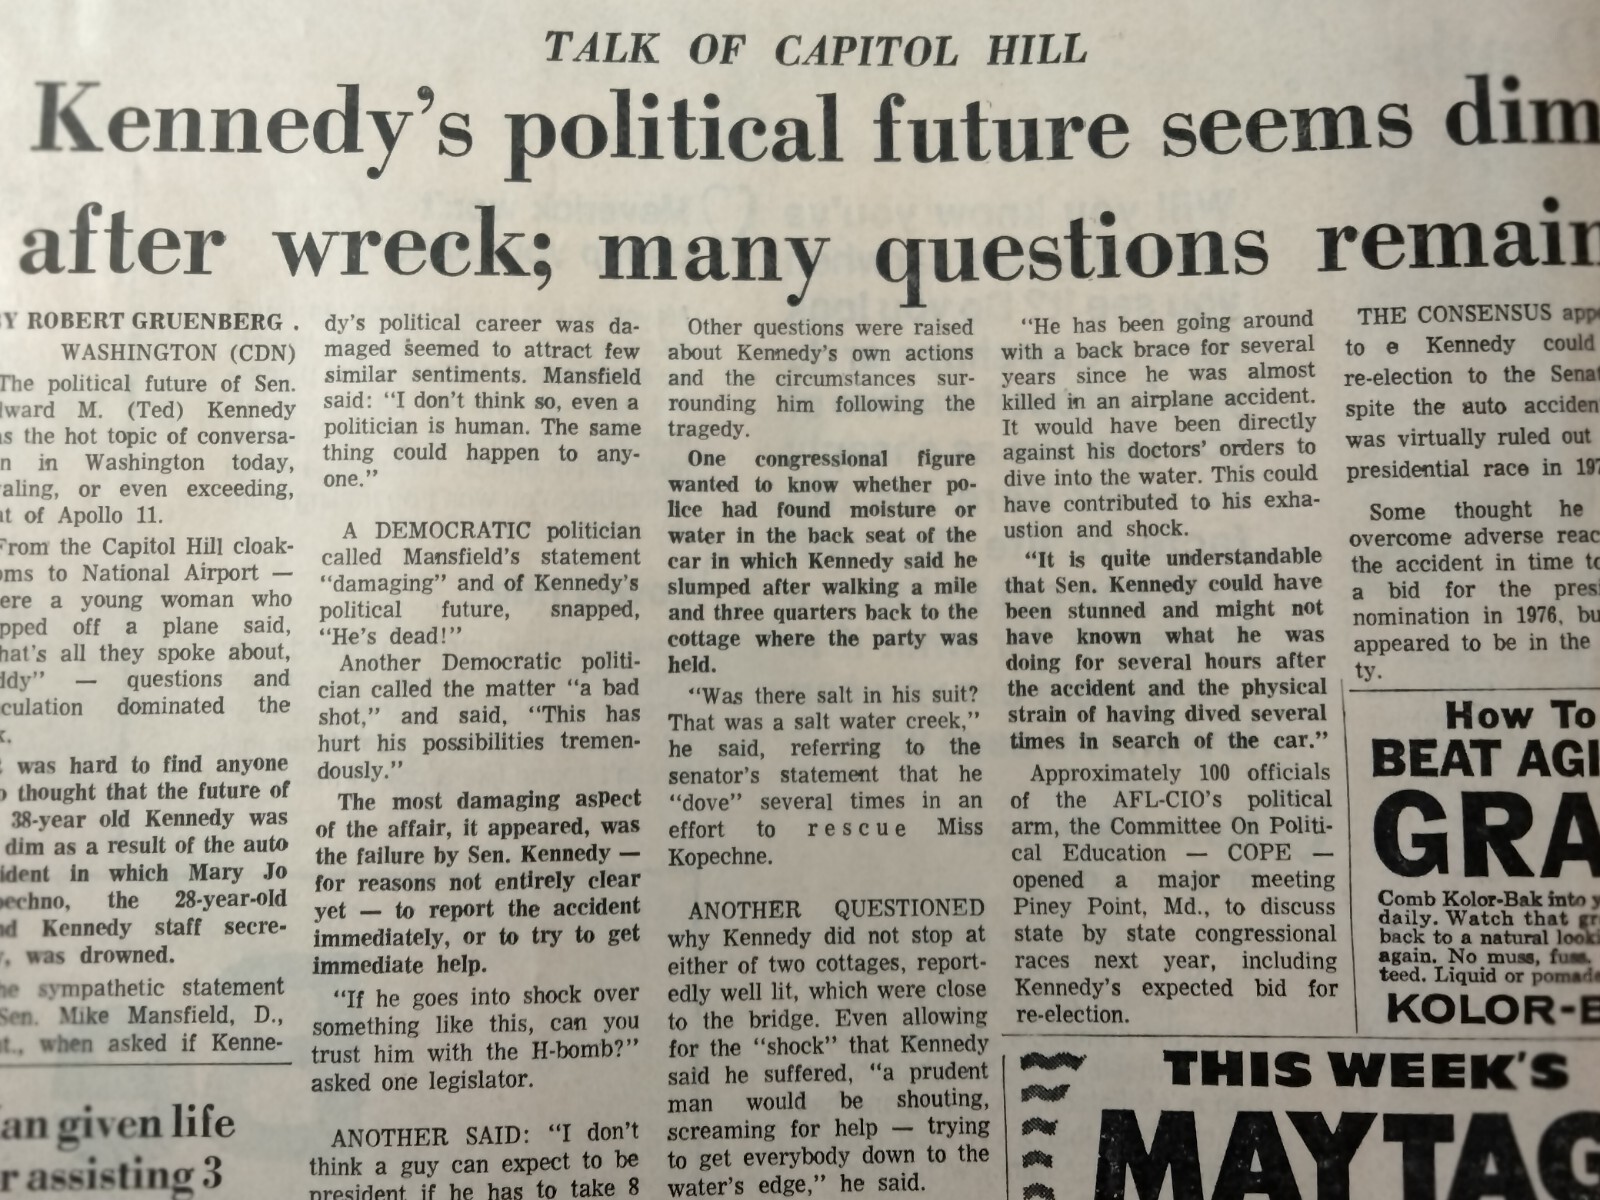 TALK OF CAPITOL HILL
Kennedy's political future seems dim
after wreck; many questions remain
ROBERT GRUENBERG .
WASHINGTON (CDN)
The political future of Sen.
M. (Ted) Kennedy
the hot topic of conversa-
in Washington today,
or even exceeding,
of Apollo 11.
From the Capitol Hill cloak-
to National Airport —
a young woman who
off a plane said,
all they spoke about,
— questions and
dominated the
was hard to find anyone
thought that the future of
38-year old Kennedy was
dim as a result of the auto
in which Mary Jo
the 28-year-old
Kennedy staff secre-
was drowned.
sympathetic statement
Sen. Mike Mansfield, D.,
when asked if Kenne-
an given life
r assisting 3
dy's political career was da-
maged seemed to attract few
similar sentiments. Mansfield
said: "I don't think so, even a
politician is human. The same
thing could happen to any-
one."
A DEMOCRATIC politician
called Mansfield's statement
"damaging" and of Kennedy's
political future, snapped,
"He's dead!"
Another Democratic politi-
cian called the matter "a bad
shot," and said, "This has
hurt his possibilities tremen-
dously."
The most damaging aspect
of the affair, it appeared, was
the failure by Sen. Kennedy —
for reasons not entirely clear
yet — to report the accident
immediately, or to try to get
immediate help.
"If he goes into shock over
something like this, can you
trust him with the H-bomb?"
asked one legislator.
ANOTHER SAID: "I don't
think a guy can expect to be
president if he has to take 8
Other questions were raised
about Kennedy's own actions
and the circumstances sur-
rounding him following the
tragedy.
One congressional figure
wanted to know whether po-
lice had found moisture or
water in the back seat of the
car in which Kennedy said he
slumped after walking a mile
and three quarters back to the
cottage where the party was
held.
"Was there salt in his suit?
That was a salt water creek,"
he said, referring to the
senator's statement that he
"dove" several times in an
effort to rescue Miss
Kopechne.
ANOTHER QUESTIONED
why Kennedy did not stop at
either of two cottages, report-
edly well lit, which were close
to the bridge. Even allowing
for the "shock" that Kennedy
said he suffered, "a prudent
man would be shouting,
screaming for help — trying
to get everybody down to the
water's edge," he said.
"He has been going around
with a back brace for several
years since he was almost
killed in an airplane accident.
It would have been directly
against his doctors' orders to
dive into the water. This could
have contributed to his exha-
ustion and shock.
"It is quite understandable
that Sen. Kennedy could have
been stunned and might not
have known what he was
doing for several hours after
the accident and the physical
strain of having dived several
times in search of the car."
Approximately 100 officials
of the AFL-CIO's political
arm, the Committee On Politi-
cal Education — COPE —
opened a major meeting
Piney Point, Md., to discuss
state by state congressional
races next year, including
Kennedy's expected bid for
re-election.
THE CONSENSUS
to e Kennedy could
re-election to the
spite the auto
was virtually ruled out
presidential race in
Some thought he
overcome adverse
the accident in time
a bid for the
nomination in 1976,
appeared to be in the
ty.
How To
BEAT
GRA
Comb Kolor-Bak into
daily. Watch that
back to a natural
again. No muss, fuss.
teed. Liquid or
KOLOR-B
THIS WEEK'S
MAYTAG